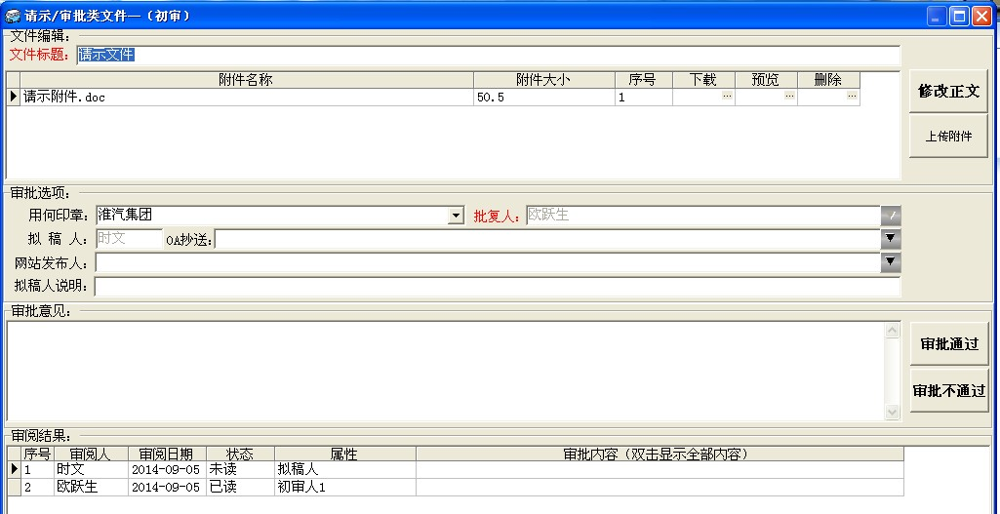 请示/审批类文件—（初审）
文件编辑:
文件标题: 请示文件
附件名称 附件大小 序号 下载 预览 删除
请示附件.doc 50.5 1 ... ... ...
修改正文
上传附件
审批选项:
用何印章: 淮汽集团 批复人: 欧跃生
拟 稿 人: 时文 OA抄送:
网站发布人:
拟稿人说明:
审批意见:
审批通过
审批不通过
审阅结果:
序号 审阅人 审阅日期 状态 属性 审批内容（双击显示全部内容）
1 时文 2014-09-05 未读 拟稿人
2 欧跃生 2014-09-05 已读 初审人1